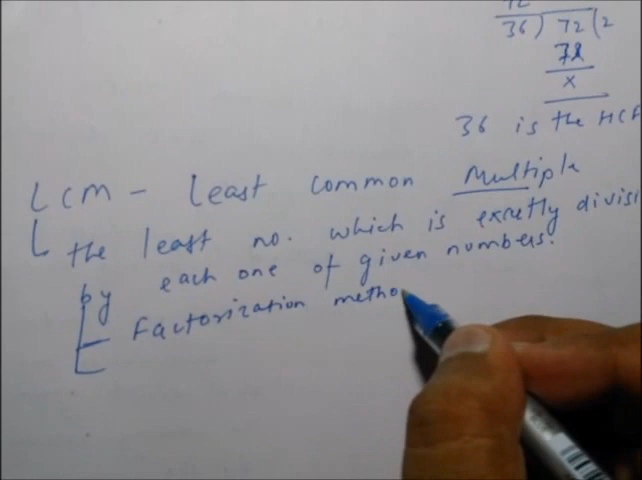 36) 72 (2
72
x
36 is the HCF
LCM - Least common Multiple
the least no. which is exactly divisi
by each one of given numbers.
Factorization metho